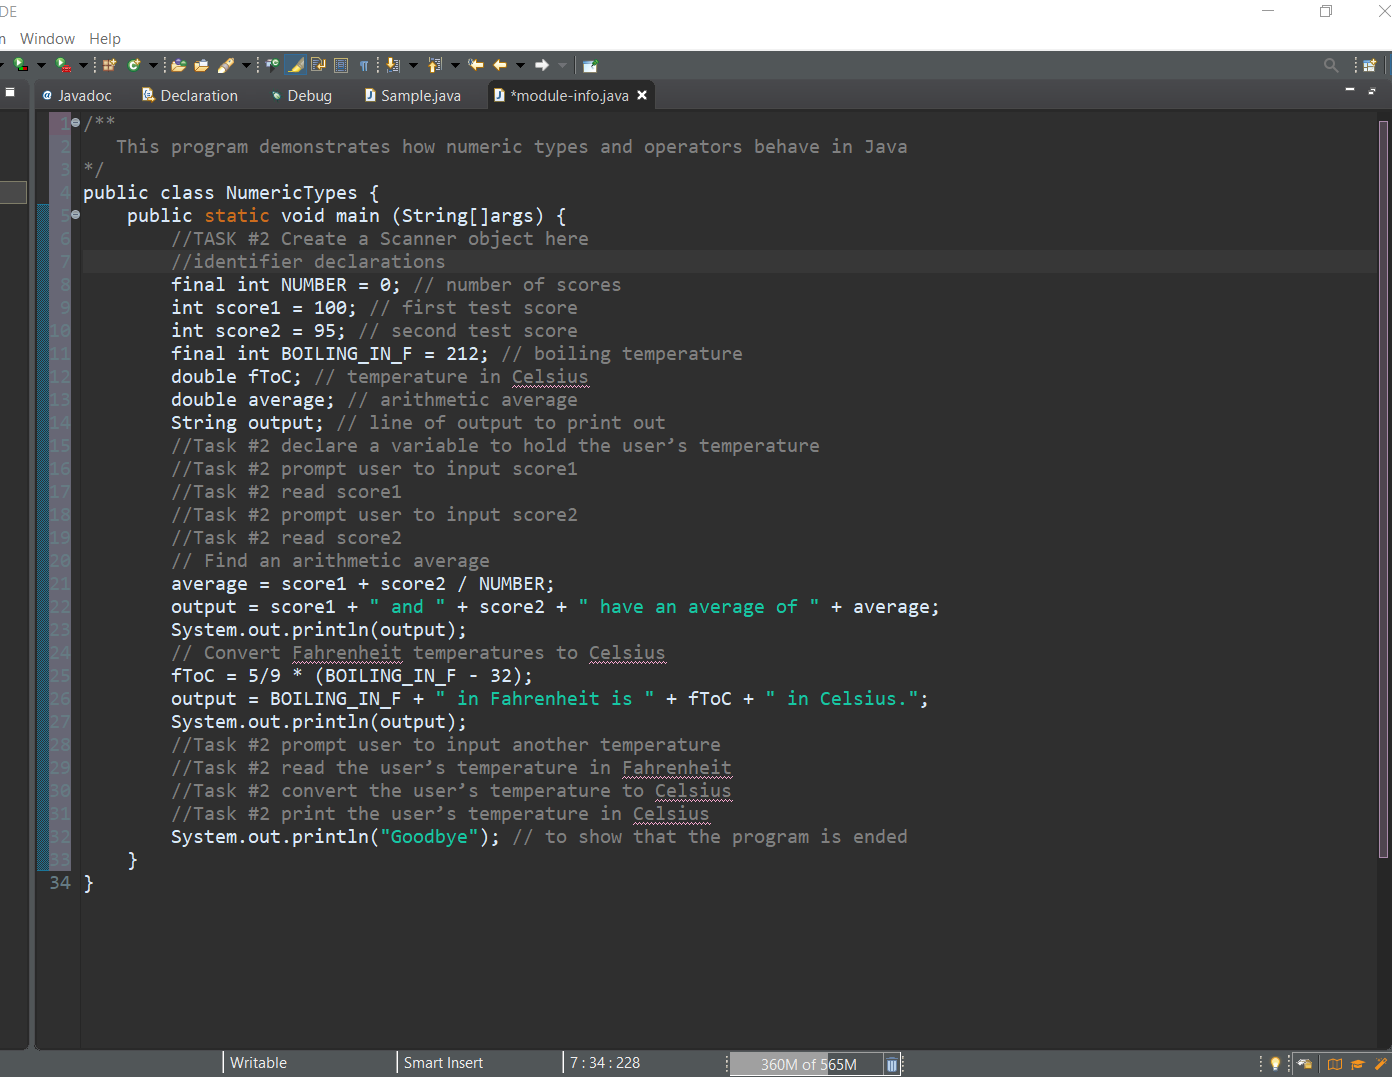 DE
n Window Help
Javadoc Declaration Debug Sample.java *module-info.java
1 /**
2 This program demonstrates how numeric types and operators behave in Java
3 */
4 public class NumericTypes {
5 public static void main (String[]args) {
6 //TASK #2 Create a Scanner object here
7 //identifier declarations
8 final int NUMBER = 0; // number of scores
9 int score1 = 100; // first test score
10 int score2 = 95; // second test score
11 final int BOILING_IN_F = 212; // boiling temperature
12 double fToC; // temperature in Celsius
13 double average; // arithmetic average
14 String output; // line of output to print out
15 //Task #2 declare a variable to hold the user’s temperature
16 //Task #2 prompt user to input score1
17 //Task #2 read score1
18 //Task #2 prompt user to input score2
19 //Task #2 read score2
20 // Find an arithmetic average
21 average = score1 + score2 / NUMBER;
22 output = score1 + " and " + score2 + " have an average of " + average;
23 System.out.println(output);
24 // Convert Fahrenheit temperatures to Celsius
25 fToC = 5/9 * (BOILING_IN_F - 32);
26 output = BOILING_IN_F + " in Fahrenheit is " + fToC + " in Celsius.";
27 System.out.println(output);
28 //Task #2 prompt user to input another temperature
29 //Task #2 read the user’s temperature in Fahrenheit
30 //Task #2 convert the user’s temperature to Celsius
31 //Task #2 print the user’s temperature in Celsius
32 System.out.println("Goodbye"); // to show that the program is ended
33 }
34 }
Writable Smart Insert 7 : 34 : 228 360M of 565M